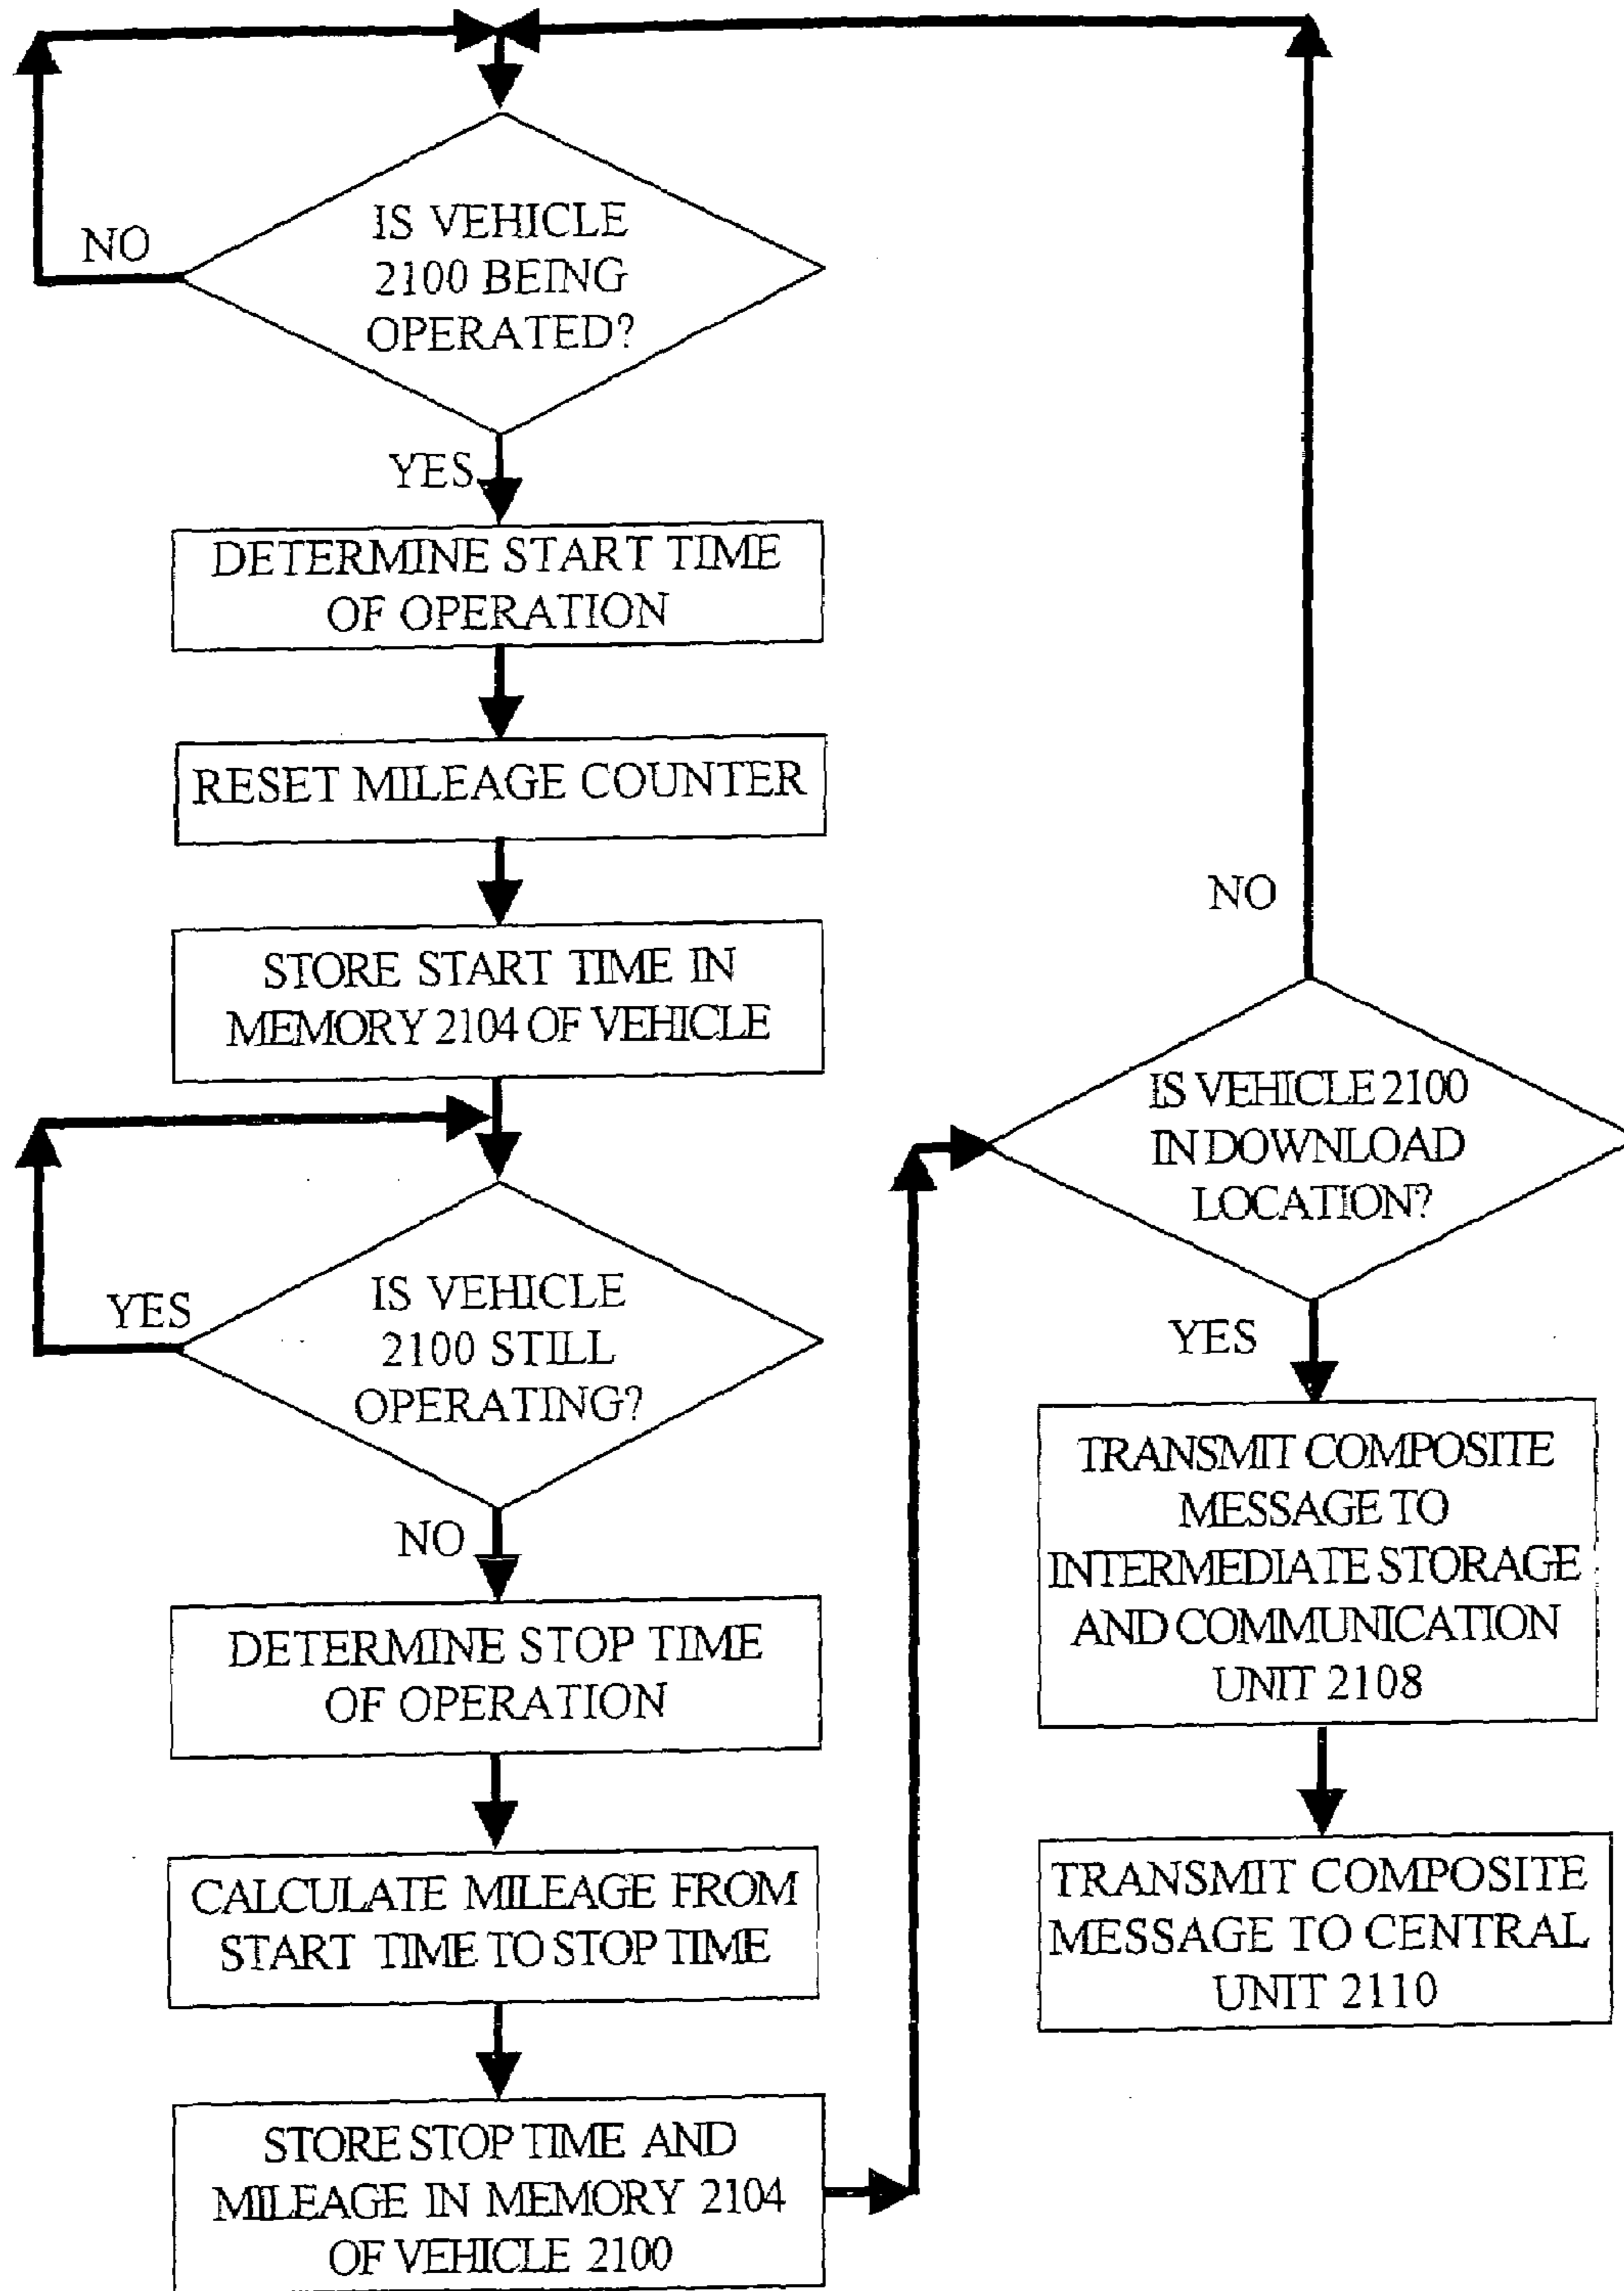 IS VEHICLE
2100 BEING
OPERATED?
NO
YES
DETERMINE START TIME
OF OPERATION
RESET MILEAGE COUNTER
STORE START TIME IN
MEMORY 2104 OF VEHICLE
IS VEHICLE
2100 STILL
OPERATING?
YES
NO
DETERMINE STOP TIME
OF OPERATION
CALCULATE MILEAGE FROM
START TIME TO STOP TIME
STORE STOP TIME AND
MILEAGE IN MEMORY 2104
OF VEHICLE 2100
NO
IS VEHICLE 2100
IN DOWNLOAD
LOCATION?
YES
TRANSMIT COMPOSITE
MESSAGE TO
INTERMEDIATE STORAGE
AND COMMUNICATION
UNIT 2108
TRANSMIT COMPOSITE
MESSAGE TO CENTRAL
UNIT 2110